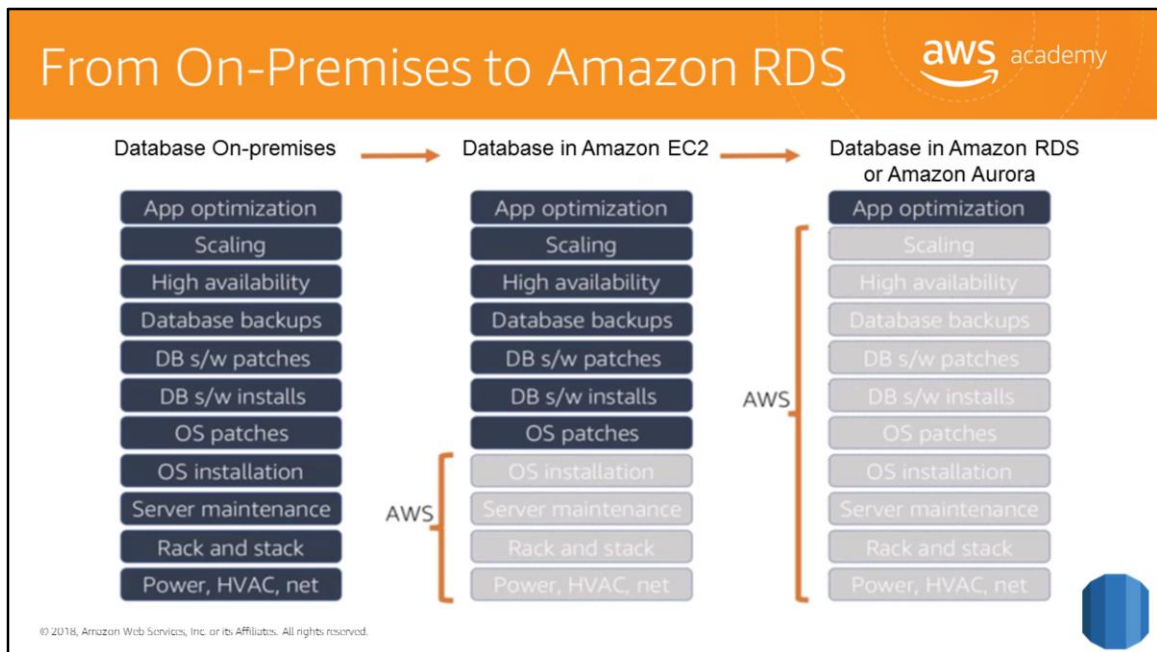 From On-Premises to Amazon RDS
aws academy
Database On-premises
Database in Amazon EC2
Database in Amazon RDS
or Amazon Aurora
App optimization
Scaling
High availability
Database backups
DB s/w patches
DB s/w installs
OS patches
OS installation
Server maintenance
Rack and stack
Power, HVAC, net
App optimization
Scaling
High availability
Database backups
DB s/w patches
DB s/w installs
OS patches
AWS
OS installation
Server maintenance
Rack and stack
Power, HVAC, net
App optimization
AWS
Scaling
High availability
Database backups
DB s/w patches
DB s/w installs
OS patches
OS installation
Server maintenance
Rack and stack
Power, HVAC, net
© 2018, Amazon Web Services, Inc. or its Affiliates. All rights reserved.